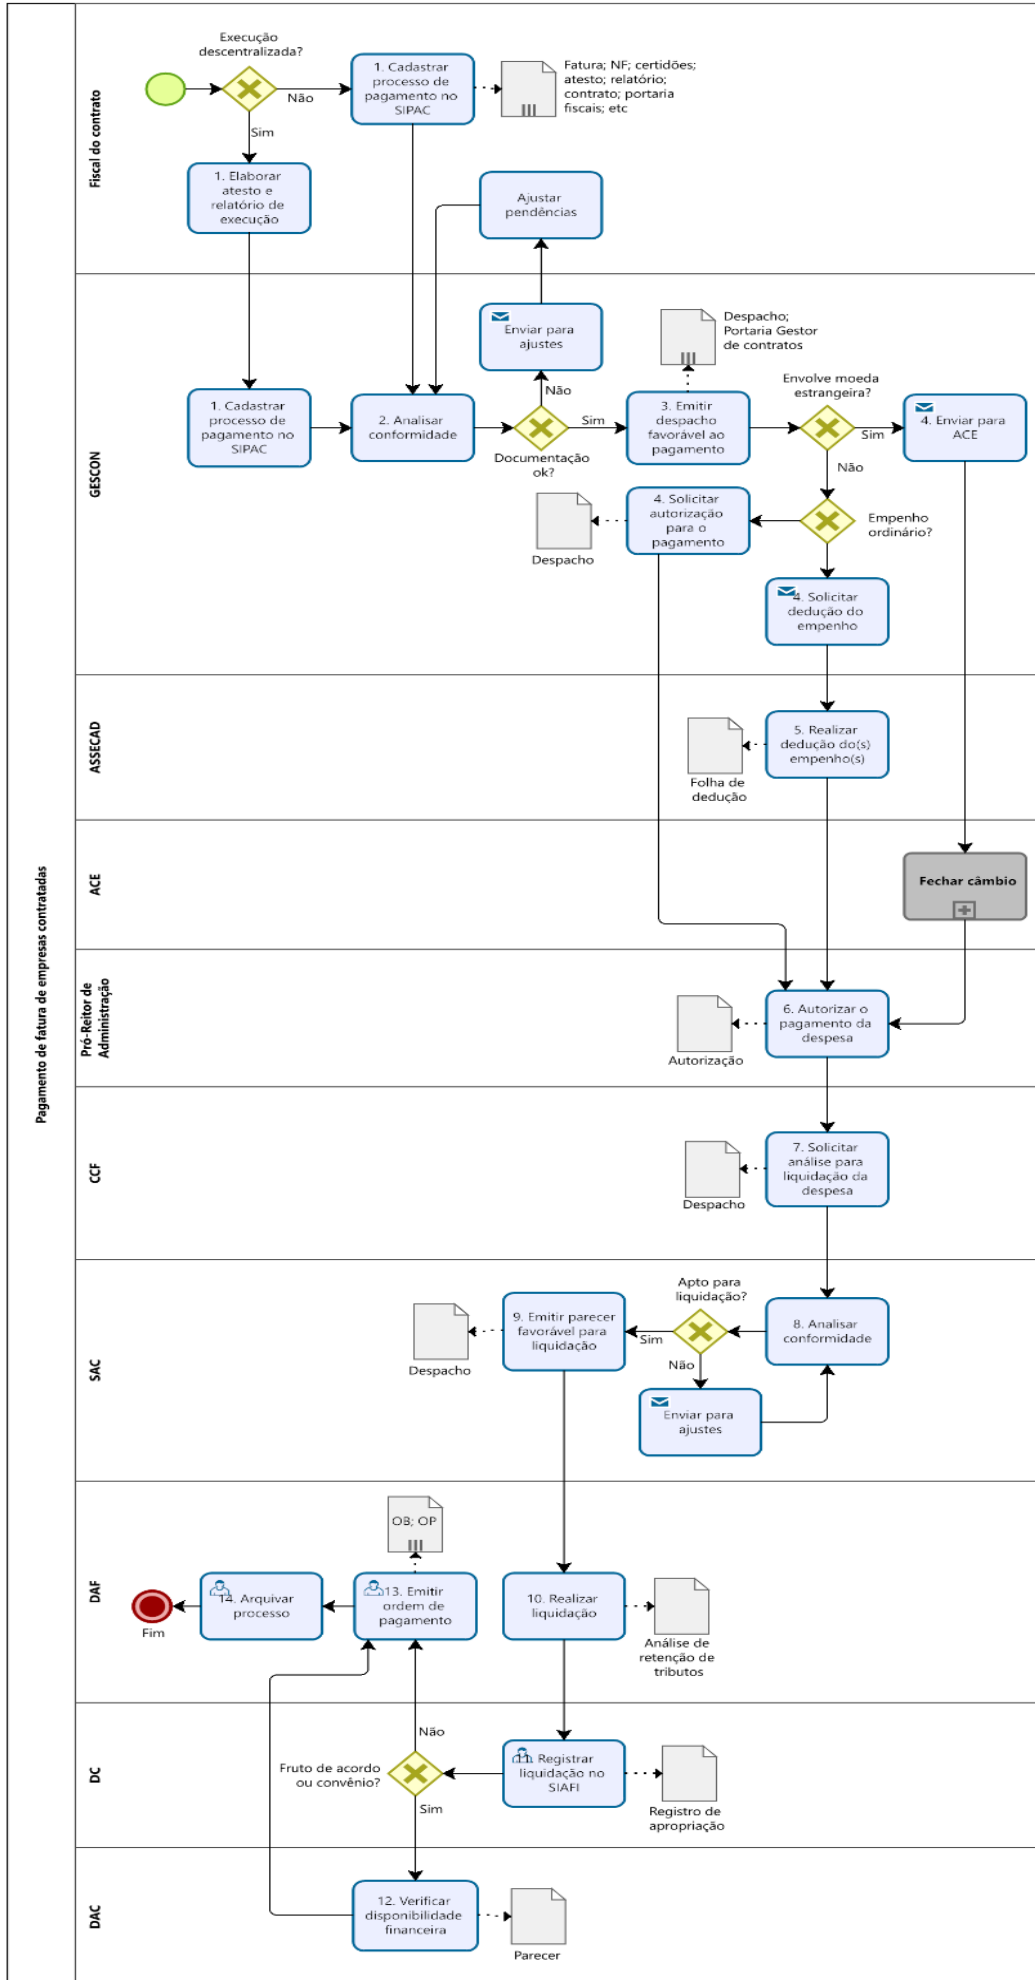 Pagamento de fatura de empresas contratadas
Fiscal do contrato
Execução
descentralizada?
Não
Sim
1. Cadastrar
processo de
pagamento no
SIPAC
Fatura; NF; certidões;
atesto; relatório;
contrato; portaria
fiscais; etc
1. Elaborar
atesto e
relatório de
execução
Ajustar
pendências
GESCON
Enviar para
ajustes
Despacho;
Portaria Gestor
de contratos
Envolve moeda
estrangeira?
1. Cadastrar
processo de
pagamento no
SIPAC
2. Analisar
conformidade
Não
Documentação
ok?
Sim
3. Emitir
despacho
favorável ao
pagamento
Sim
Não
4. Enviar para
ACE
4. Solicitar
autorização
para o
pagamento
Despacho
Empenho
ordinário?
4. Solicitar
dedução do
empenho
ASSECAD
5. Realizar
dedução do(s)
empenho(s)
Folha de
dedução
ACE
Fechar câmbio
Pró-Reitor de
Administração
6. Autorizar o
pagamento da
despesa
Autorização
CCF
7. Solicitar
análise para
liquidação da
despesa
Despacho
SAC
Apto para
liquidação?
8. Analisar
conformidade
Sim
Não
9. Emitir parecer
favorável para
liquidação
Despacho
Enviar para
ajustes
DAF
OB; OP
Fim
14. Arquivar
processo
13. Emitir
ordem de
pagamento
10. Realizar
liquidação
Análise de
retenção de
tributos
DC
Não
Fruto de acordo
ou convênio?
Sim
11. Registrar
liquidação no
SIAFI
Registro de
apropriação
DAC
12. Verificar
disponibilidade
financeira
Parecer